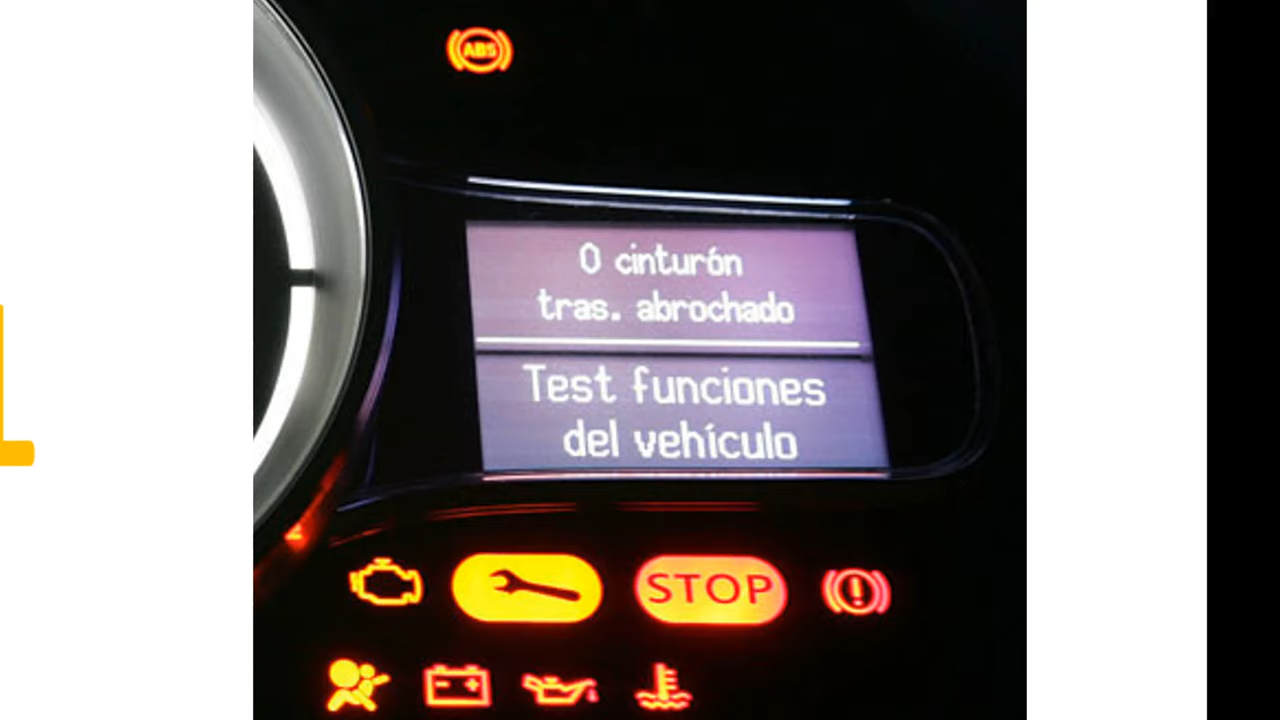 ABS
0 cinturón
tras. abrochado
Test funciones
del vehículo
STOP